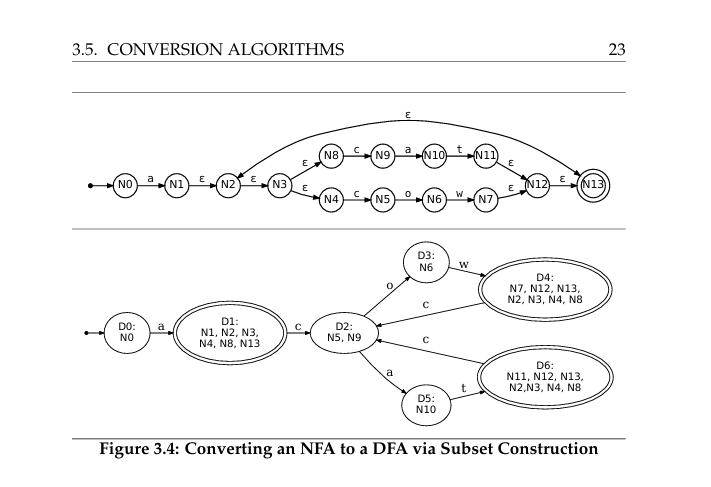 3.5. CONVERSION ALGORITHMS 23
ε
N8 c N9 a N10 t N11
ε ε
N0 a N1 ε N2 ε N3 N12 ε N13
ε ε
N4 c N5 o N6 w N7
D3:
N6
w
D4:
N7, N12, N13,
N2, N3, N4, N8
o
c
D0:
N0
a
D1:
N1, N2, N3,
N4, N8, N13
c
D2:
N5, N9
c
a
D6:
N11, N12, N13,
N2,N3, N4, N8
t
D5:
N10
Figure 3.4: Converting an NFA to a DFA via Subset Construction